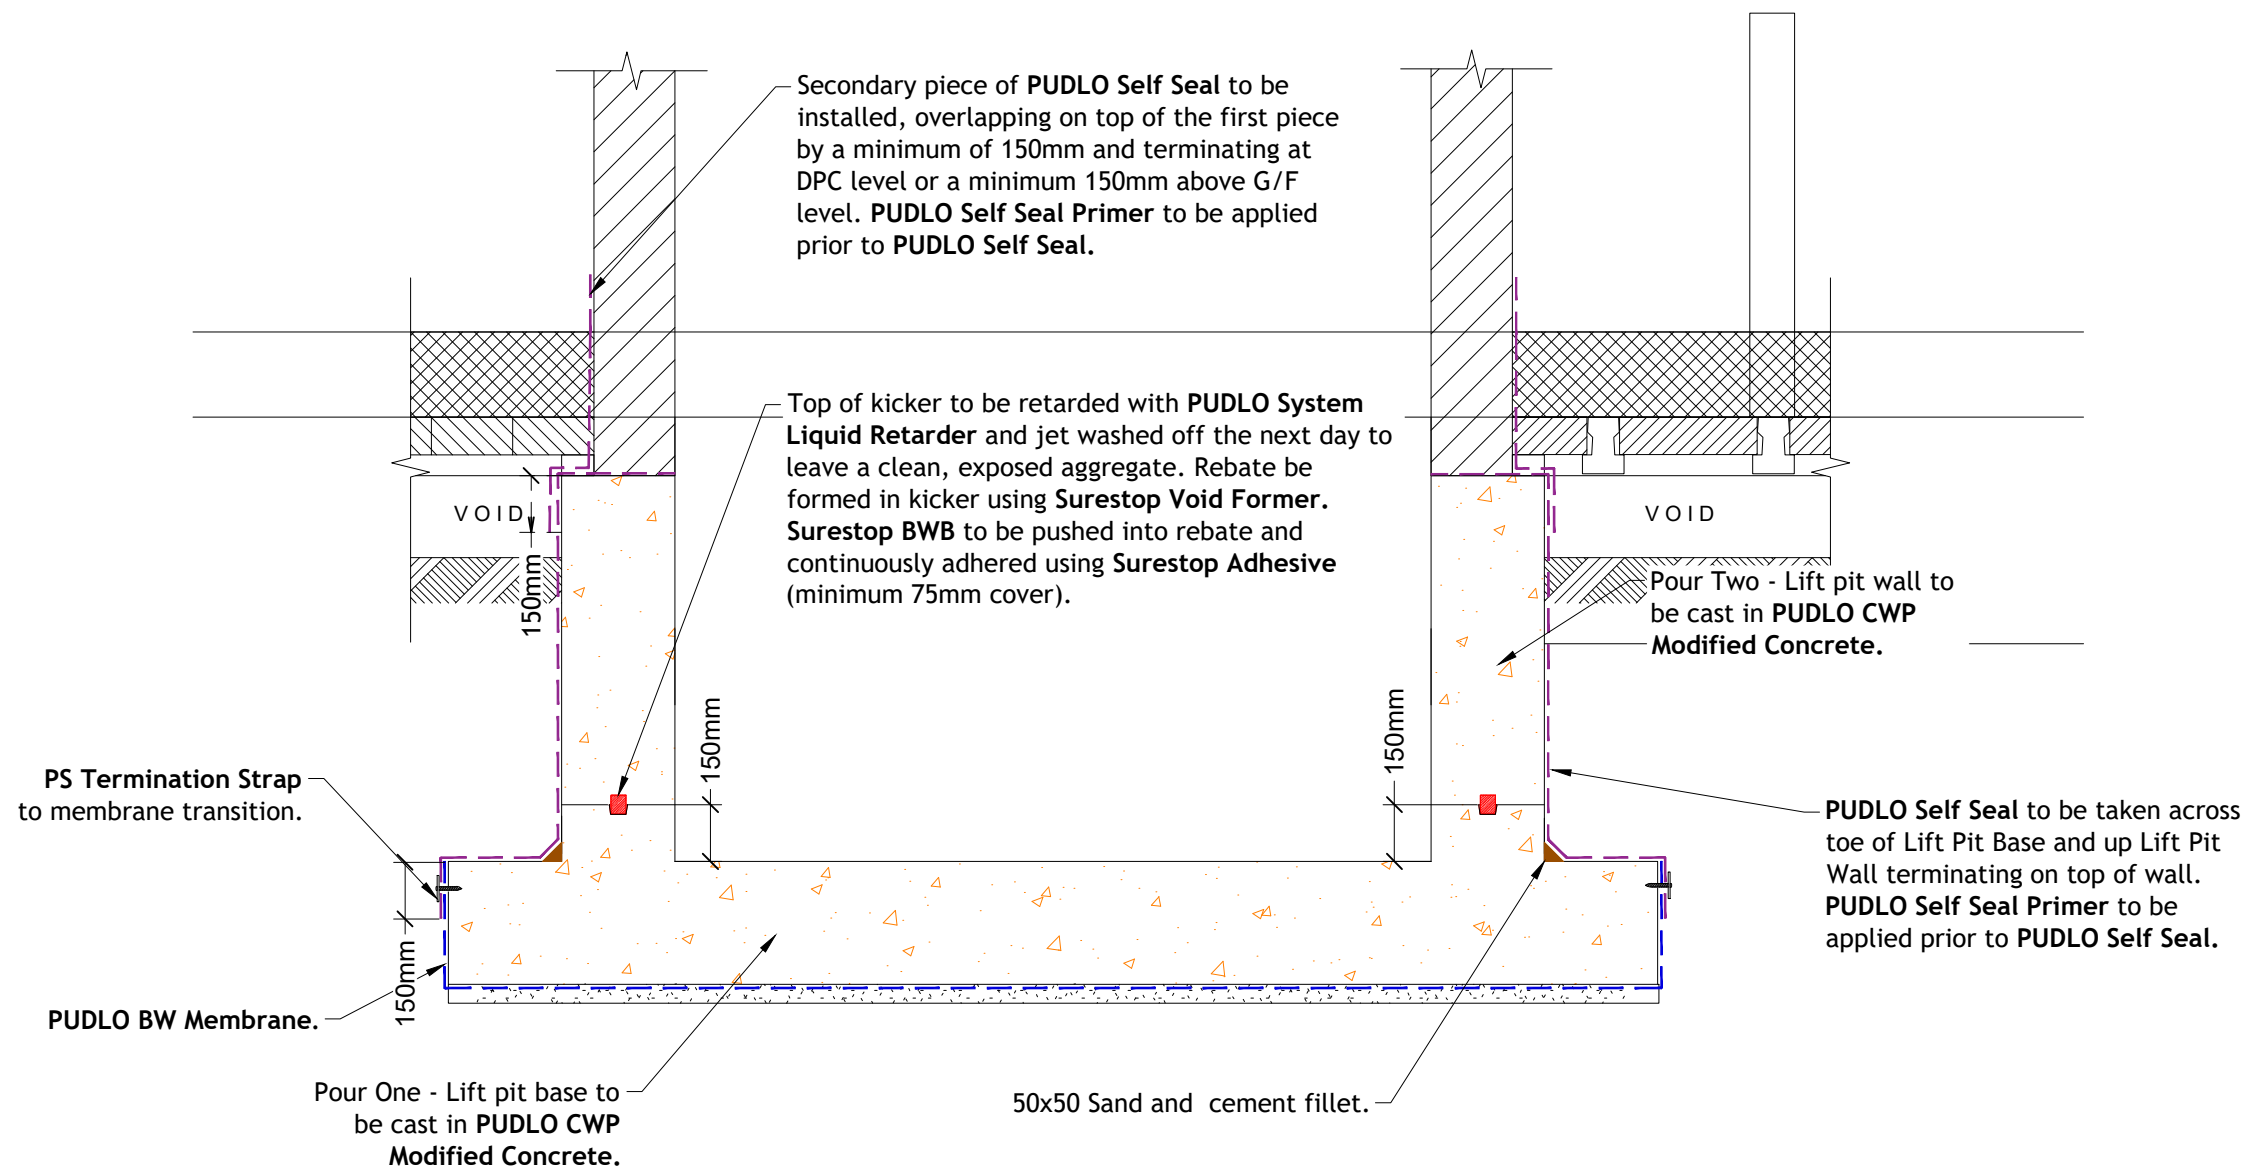 Secondary piece of PUDLO Self Seal to be
installed, overlapping on top of the first piece
by a minimum of 150mm and terminating at
DPC level or a minimum 150mm above G/F
level. PUDLO Self Seal Primer to be applied
prior to PUDLO Self Seal.
Top of kicker to be retarded with PUDLO System
Liquid Retarder and jet washed off the next day to
leave a clean, exposed aggregate. Rebate be
formed in kicker using Surestop Void Former.
Surestop BWB to be pushed into rebate and
continuously adhered using Surestop Adhesive
(minimum 75mm cover).
VOID
150mm
VOID
Pour Two - Lift pit wall to
be cast in PUDLO CWP
Modified Concrete.
150mm
150mm
PS Termination Strap
to membrane transition.
PUDLO Self Seal to be taken across
toe of Lift Pit Base and up Lift Pit
Wall terminating on top of wall.
PUDLO Self Seal Primer to be
applied prior to PUDLO Self Seal.
150mm
PUDLO BW Membrane.
Pour One - Lift pit base to
be cast in PUDLO CWP
Modified Concrete.
50x50 Sand and  cement fillet.